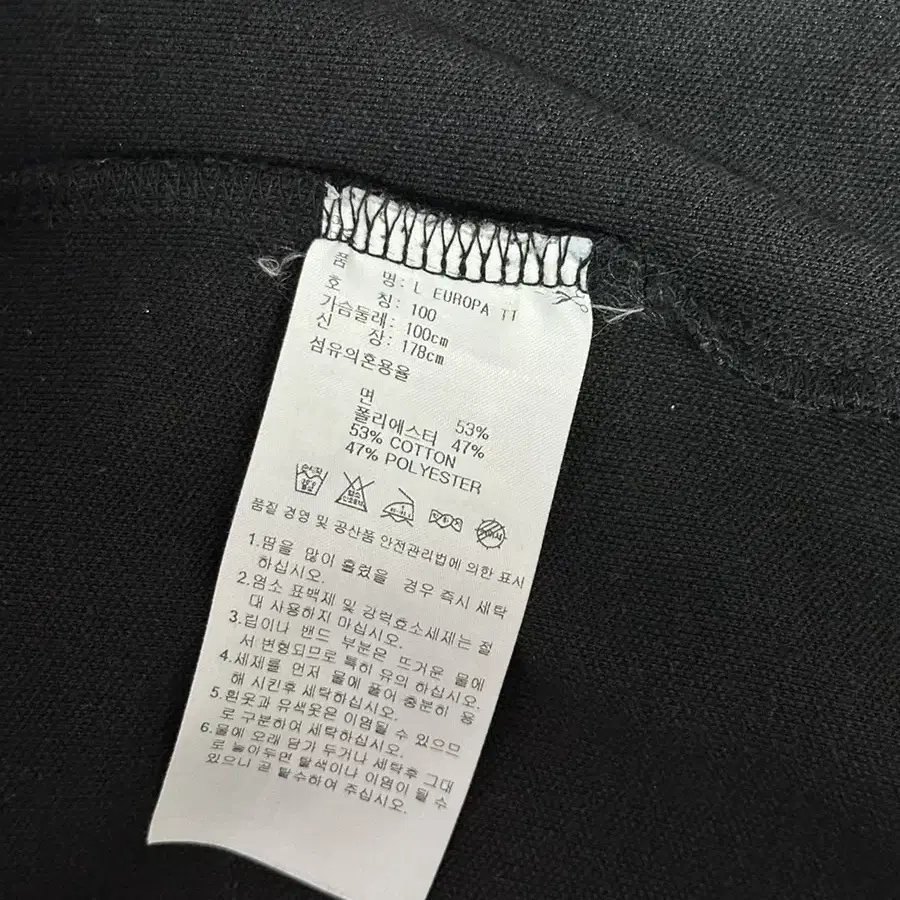 품 명: L EUROPA TT
호 칭: 100
가슴둘레: 100cm
신 장: 178cm
섬유의혼용율
면 53%
폴리에스터 47%
53% COTTON
47% POLYESTER
품질 경영 및 공산품 안전관리법에 의한 표시
1.땀을 많이 흘렸을 경우 즉시 세탁
하십시오.
2.염소 표백제 및 강력효소세제는 절
대 사용하지 마십시오.
3.립이나 밴드 부분은 뜨거운 물에
서 변형되므로 특히 유의 하십시오.
4.세제를 먼저 물에 풀어 충분히 용
해 시킨후 세탁하십시오.
5.흰옷과 유색옷은 이염될 수 있으므
로 구분하여 세탁하십시오.
6.물에 오래 담가 두거나 세탁후 그대
로 놓아두면 탈색이나 이염이 될 수
있으니 곧 탈수하여 주십시오.